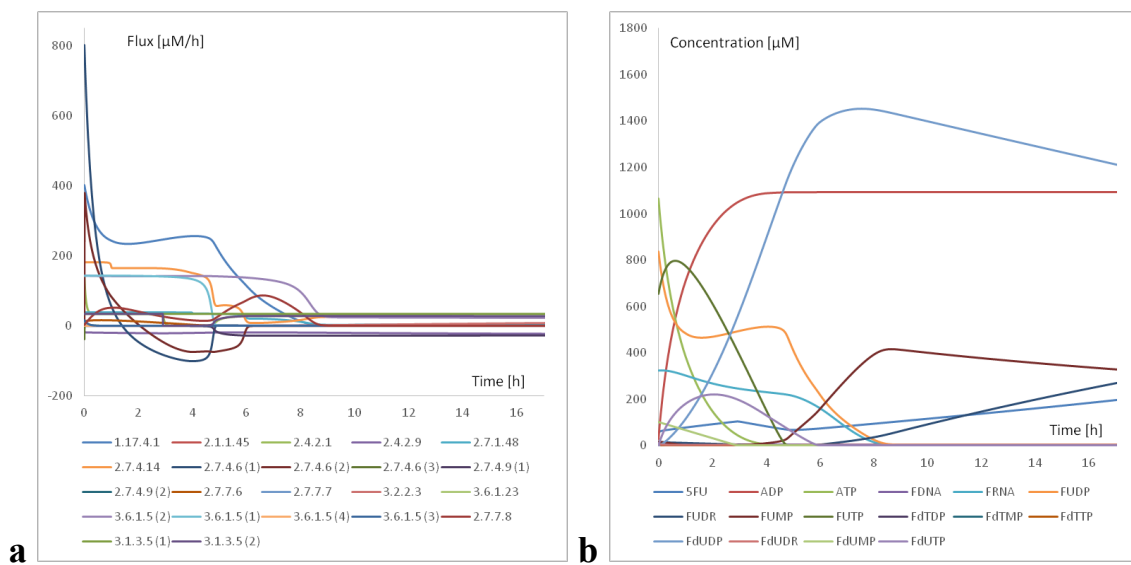 Flux [µM/h]
800
600
400
200
0
-200
0 2 4 6 8 10 12 14 16
Time [h]
1.17.4.1 2.1.1.45 2.4.2.1 2.4.2.9 2.7.1.48
2.7.4.14 2.7.4.6 (1) 2.7.4.6 (2) 2.7.4.6 (3) 2.7.4.9 (1)
2.7.4.9 (2) 2.7.7.6 2.7.7.7 3.2.2.3 3.6.1.23
3.6.1.5 (2) 3.6.1.5 (1) 3.6.1.5 (4) 3.6.1.5 (3) 2.7.7.8
3.1.3.5 (1) 3.1.3.5 (2)
a
Concentration [µM]
1800
1600
1400
1200
1000
800
600
400
200
0
0 2 4 6 8 10 12 14 16
Time [h]
5FU ADP ATP FDNA FRNA FUDP
FUDR FUMP FUTP FdTDP FdTMP FdTTP
FdUDP FdUDR FdUMP FdUTP
b